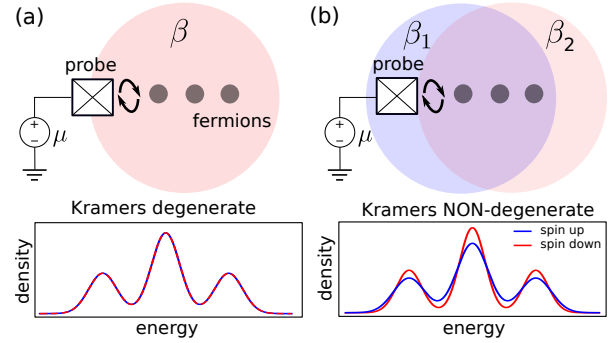 (a)
β
probe
fermions
+
−
μ
Kramers degenerate
density
energy
(b)
β₁
β₂
probe
+
−
μ
Kramers NON-degenerate
spin up
spin down
density
energy